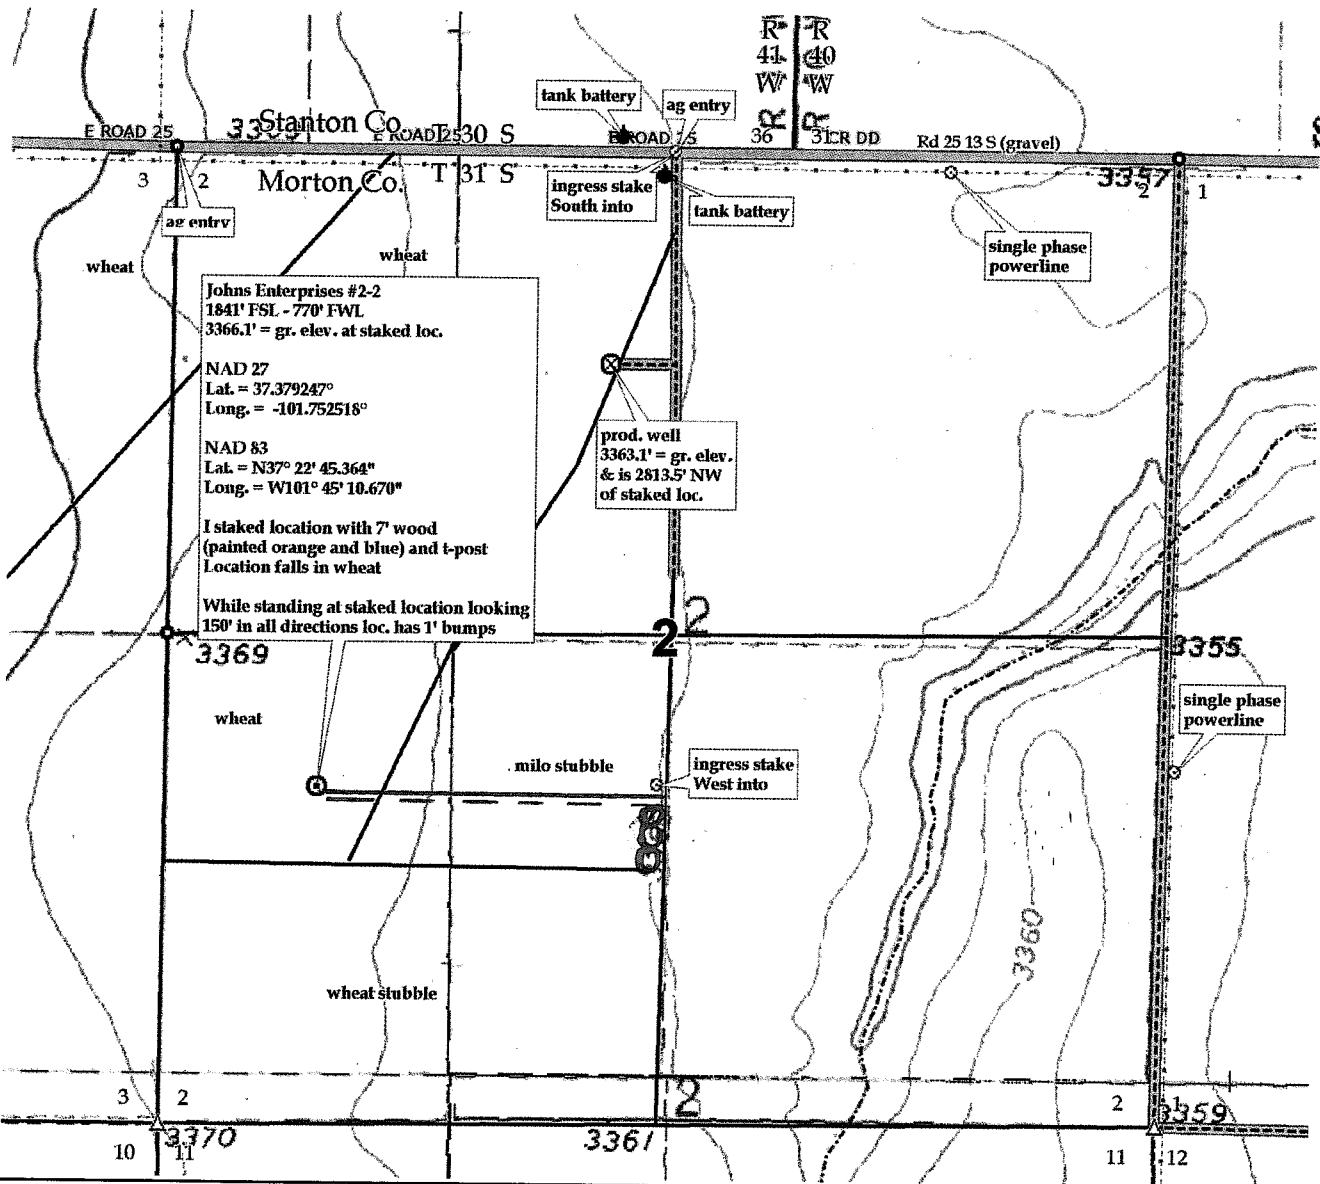 R R
41 40
W W
R R
tank battery
ag entry
Stanton Co.
T 30 S
E ROAD 25
E ROAD 25
36 31
CR DD
Rd 25 13 S (gravel)
3 2
Morton Co.
T 31 S
ingress stake
South into
tank battery
3357
2 1
ag entry
single phase
powerline
wheat
wheat
Johns Enterprises #2-2
1841' FSL - 770' FWL
3366.1' = gr. elev. at staked loc.
NAD 27
Lat. = 37.379247°
Long. = -101.752518°
NAD 83
Lat. = N37° 22' 45.364"
Long. = W101° 45' 10.670"
I staked location with 7' wood
(painted orange and blue) and t-post
Location falls in wheat
While standing at staked location looking
150' in all directions loc. has 1' bumps
prod. well
3363.1' = gr. elev.
& is 2813.5' NW
of staked loc.
2
2
3369
3355
wheat
single phase
powerline
milo stubble
ingress stake
West into
3360
wheat stubble
3 2
2
2 1
3370
3361
3359
10 11
11 12